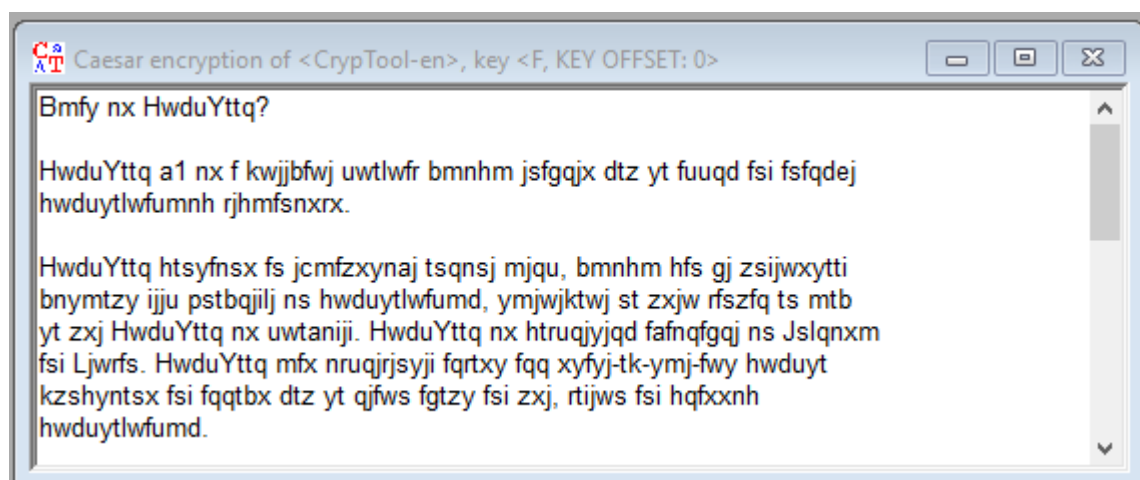 Caesar encryption of <CrypTool-en>, key <F, KEY OFFSET: 0>
Bmfy nx HwduYttq?
HwduYttq a1 nx f kwjjbfwj uwtlwfr bmnhm jsfgqjx dtz yt fuuqd fsi fsfqdej
hwduytlwfumnh rjhmfsnxrx.
HwduYttq htsyfnsx fs jcmfzxynaj tsqnsj mjqu, bmnhm hfs gj zsijwxytti
bnymtzy ijju pstbqjilj ns hwduytlwfumd, ymjwjktwj st zxjw rfszfq ts mtb
yt zxj HwduYttq nx uwtaniji. HwduYttq nx htruqjyjqd fafnqfgqj ns Jslqnxm
fsi Ljwrfs. HwduYttq mfx nruqjrjsyji fqrtxy fqq xyfyj-tk-ymj-fwy hwduyt
kzshyntsx fsi fqqtbx dtz yt qjfws fgtzy fsi zxj, rtijws fsi hqfxxnh
hwduytlwfumd.